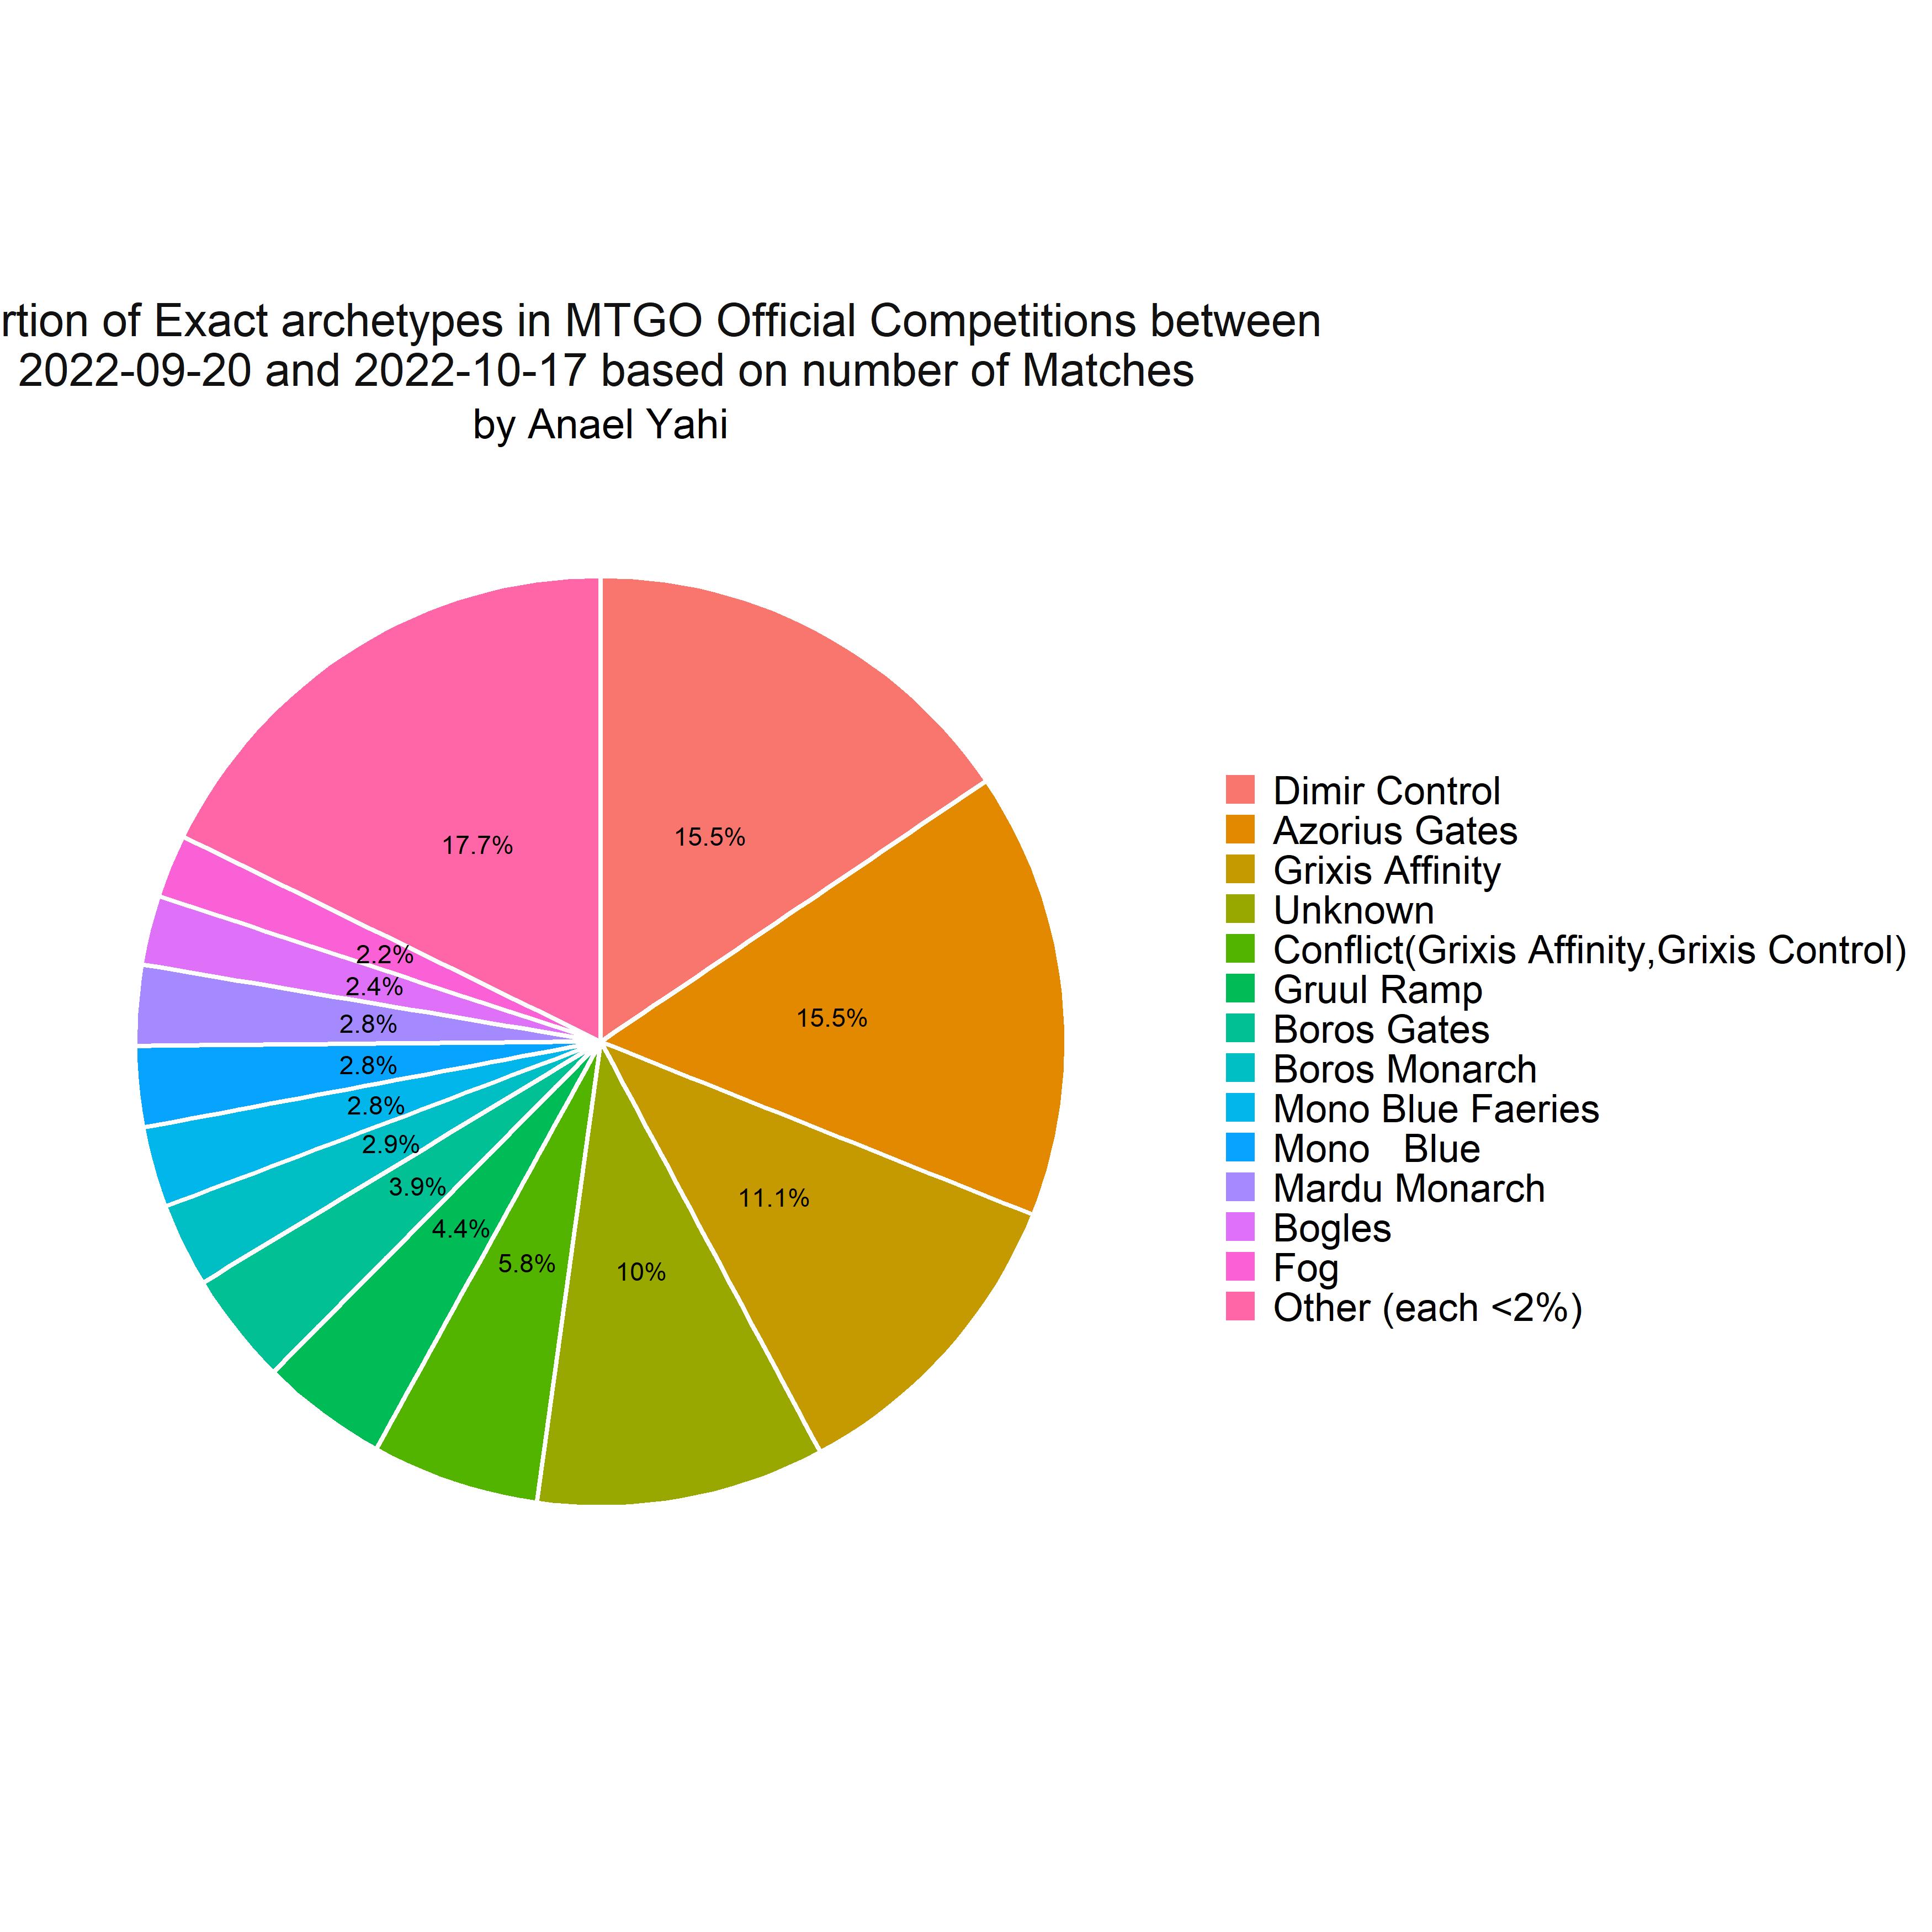 rtion of Exact archetypes in MTGO Official Competitions between
2022-09-20 and 2022-10-17 based on number of Matches
by Anael Yahi
15.5%
15.5%
11.1%
10%
5.8%
4.4%
3.9%
2.9%
2.8%
2.8%
2.8%
2.4%
2.2%
17.7%
Dimir Control
Azorius Gates
Grixis Affinity
Unknown
Conflict(Grixis Affinity,Grixis Control)
Gruul Ramp
Boros Gates
Boros Monarch
Mono Blue Faeries
Mono   Blue
Mardu Monarch
Bogles
Fog
Other (each <2%)